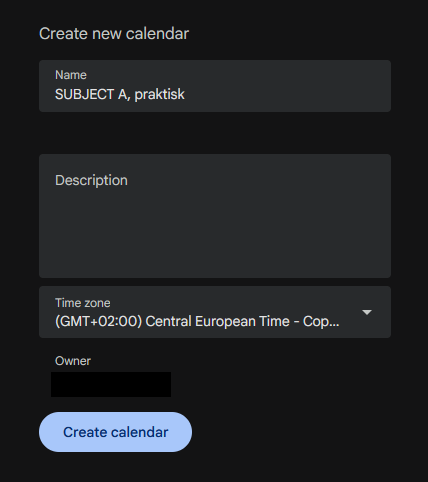 Create new calendar
Name
SUBJECT A, praktisk
Description
Time zone
(GMT+02:00) Central European Time - Cop...
Owner
Create calendar